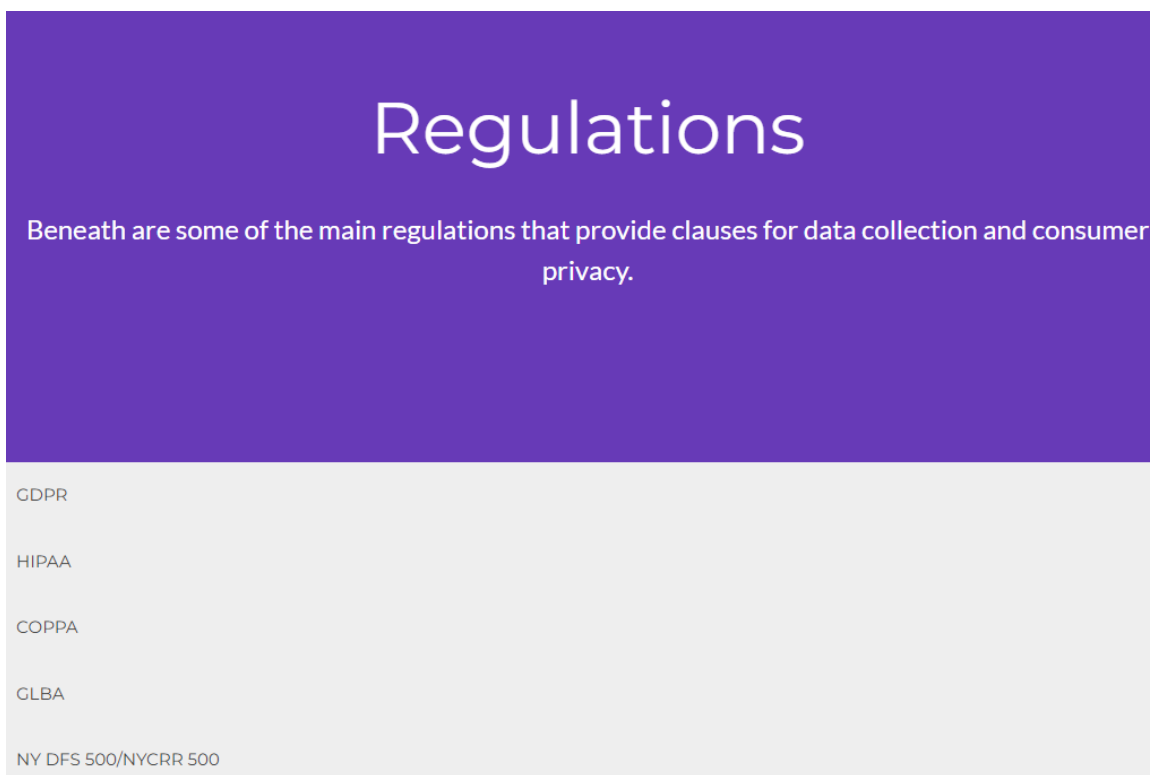 Regulations
Beneath are some of the main regulations that provide clauses for data collection and consumer
privacy.
GDPR
HIPAA
COPPA
GLBA
NY DFS 500/NYCRR 500